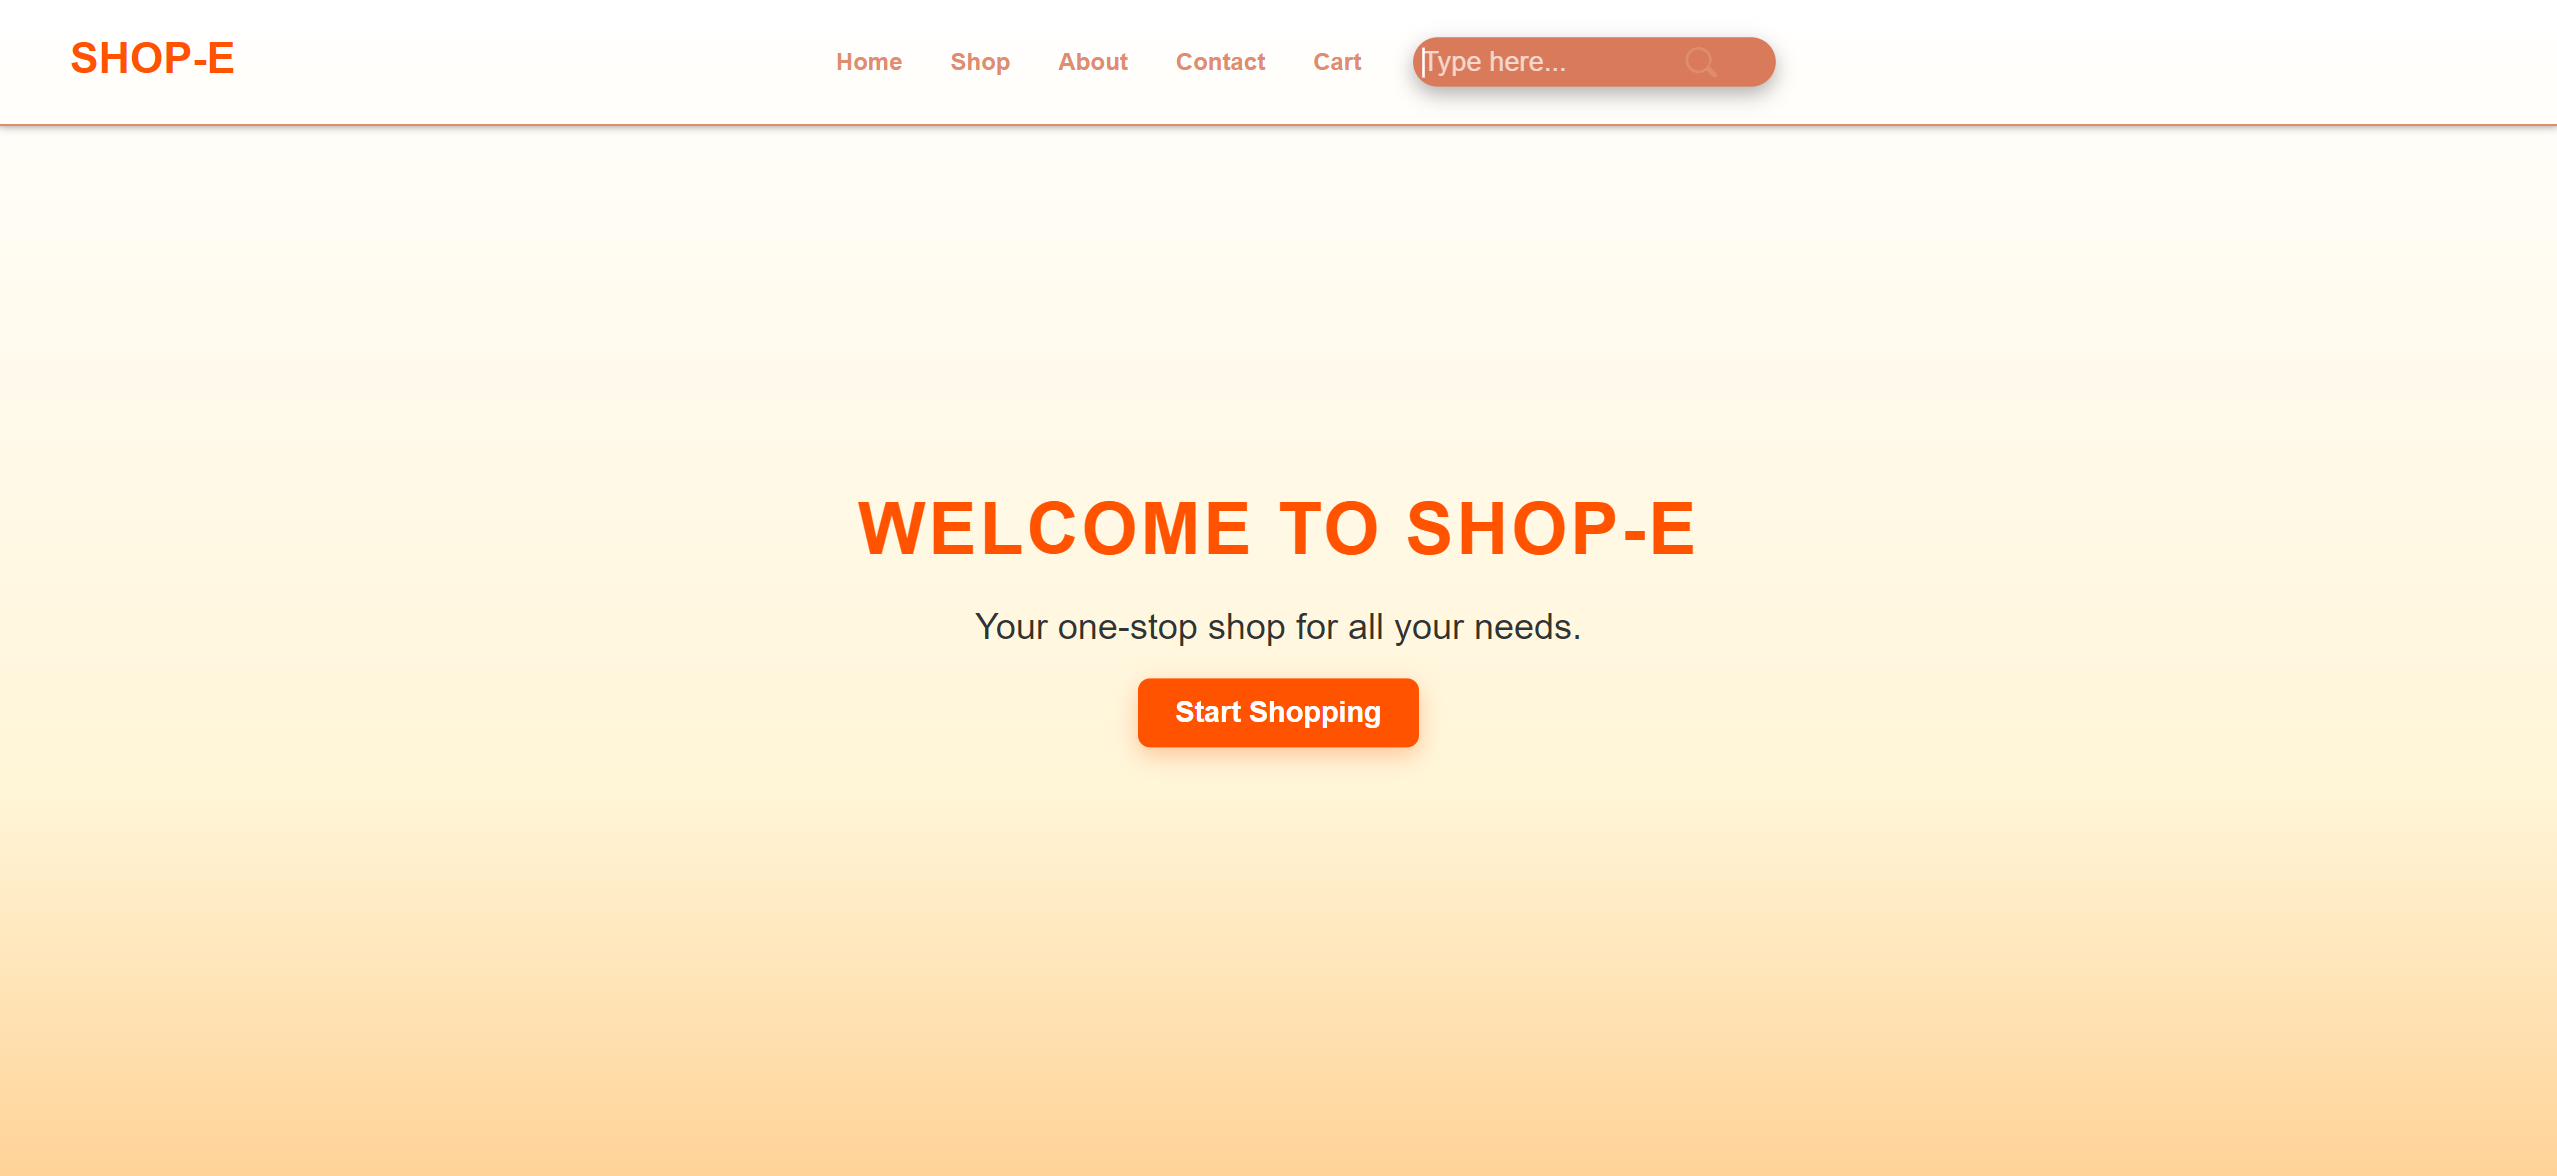 SHOP-E
Home Shop About Contact Cart Type here...
WELCOME TO SHOP-E
Your one-stop shop for all your needs.
Start Shopping